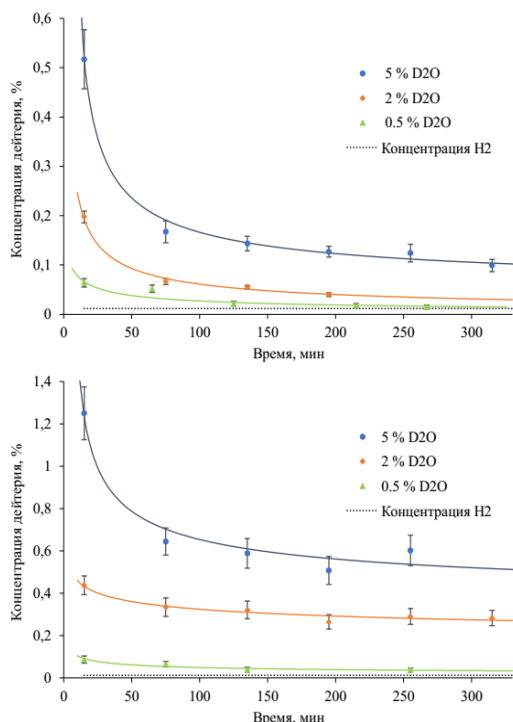 Концентрация дейтерия, %
0,6
0,5
0,4
0,3
0,2
0,1
0
5 % D2O
2 % D2O
0.5 % D2O
Концентрация H2
0 50 100 150 200 250 300
Время, мин
Концентрация дейтерия, %
1,4
1,2
1
0,8
0,6
0,4
0,2
0
5 % D2O
2 % D2O
0.5 % D2O
Концентрация H2
0 50 100 150 200 250 300
Время, мин